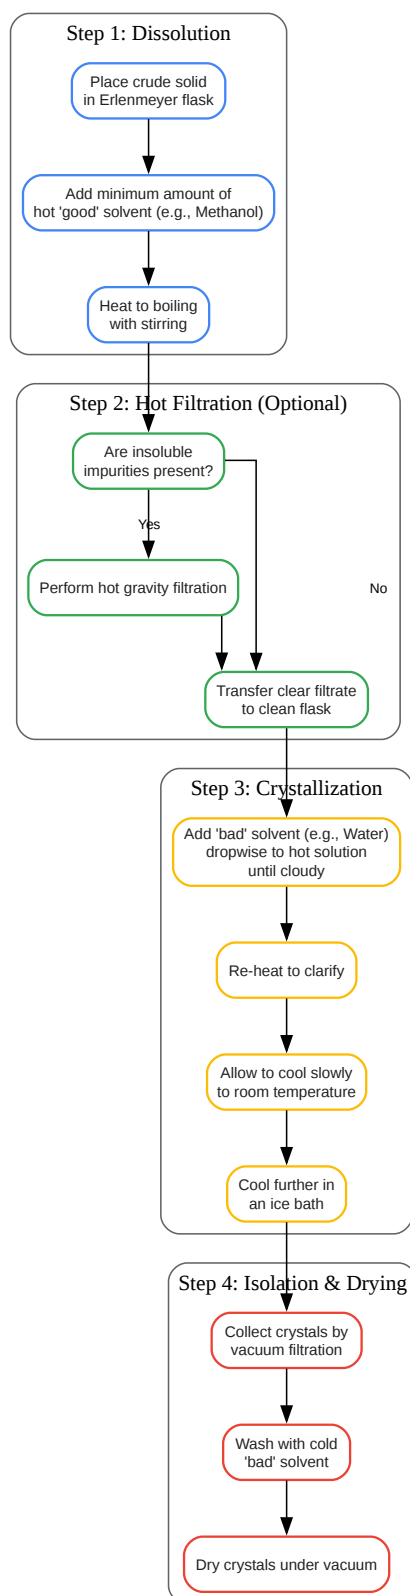 Step 1: Dissolution
Place crude solid
in Erlenmeyer flask
Add minimum amount of
hot 'good' solvent (e.g., Methanol)
Heat to boiling
with stirring
Step 2: Hot Filtration (Optional)
Are insoluble
impurities present?
Yes
Perform hot gravity filtration
No
Transfer clear filtrate
to clean flask
Step 3: Crystallization
Add 'bad' solvent (e.g., Water)
dropwise to hot solution
until cloudy
Re-heat to clarify
Allow to cool slowly
to room temperature
Cool further in
an ice bath
Step 4: Isolation & Drying
Collect crystals by
vacuum filtration
Wash with cold
'bad' solvent
Dry crystals under vacuum